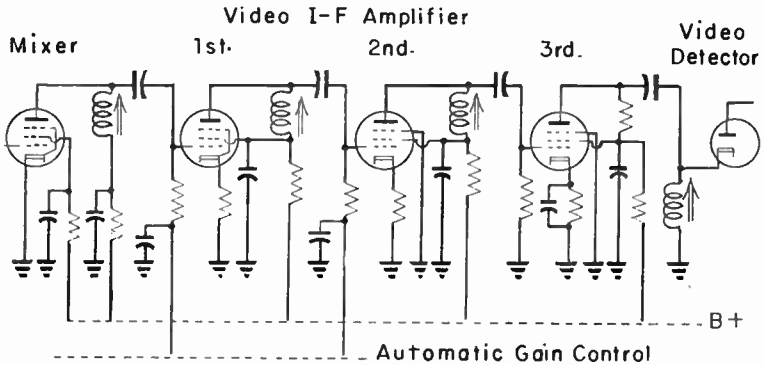 Video I-F Amplifier
Mixer
1st.
2nd.
3rd.
Video
Detector
B+
Automatic Gain Control